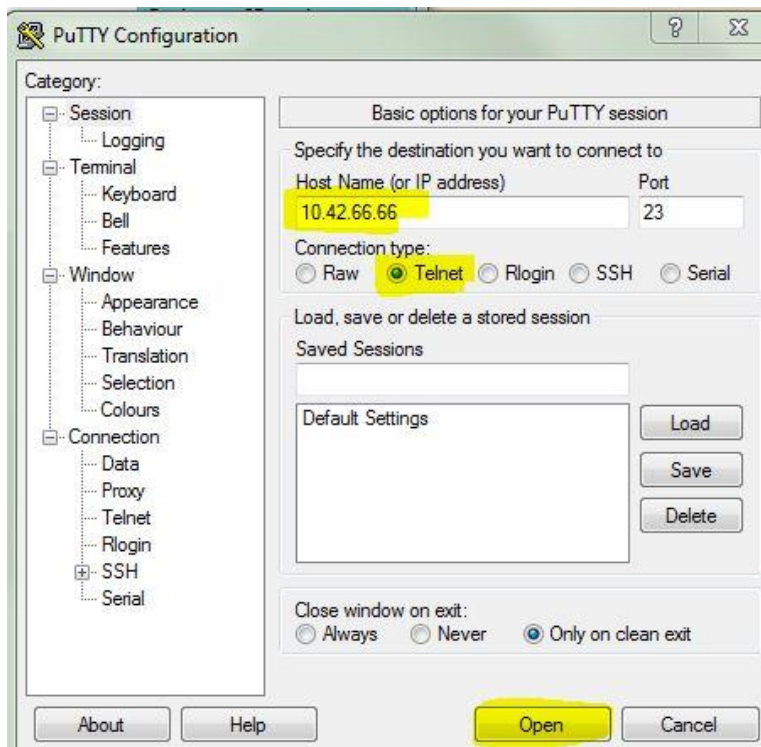 PuTTY Configuration
Category:
Session
Logging
Terminal
Keyboard
Bell
Features
Window
Appearance
Behaviour
Translation
Selection
Colours
Connection
Data
Proxy
Telnet
Rlogin
SSH
Serial
Basic options for your PuTTY session
Specify the destination you want to connect to
Host Name (or IP address) Port
10.42.66.66 23
Connection type:
Raw Telnet Rlogin SSH Serial
Load, save or delete a stored session
Saved Sessions
Default Settings
Load
Save
Delete
Close window on exit:
Always Never Only on clean exit
About Help Open Cancel